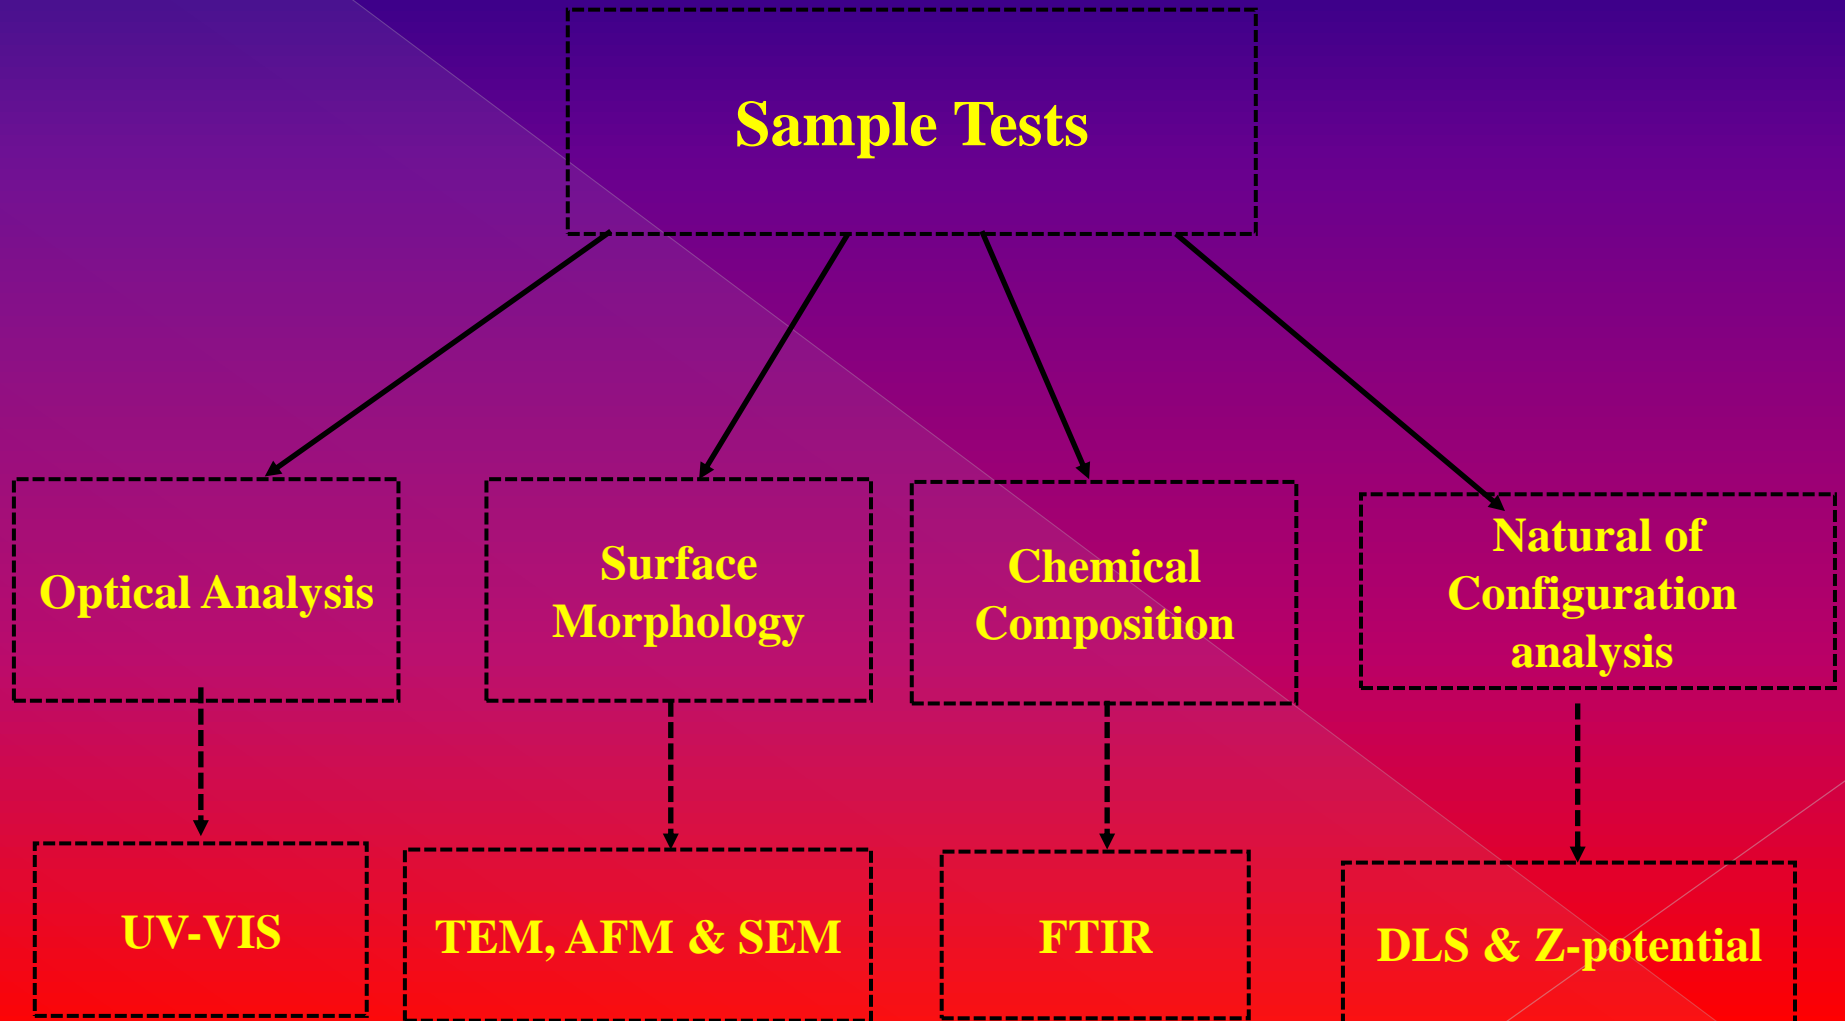 Sample Tests
Optical Analysis
Surface
Morphology
Chemical
Composition
Natural of
Configuration
analysis
UV-VIS
TEM, AFM & SEM
FTIR
DLS & Z-potential